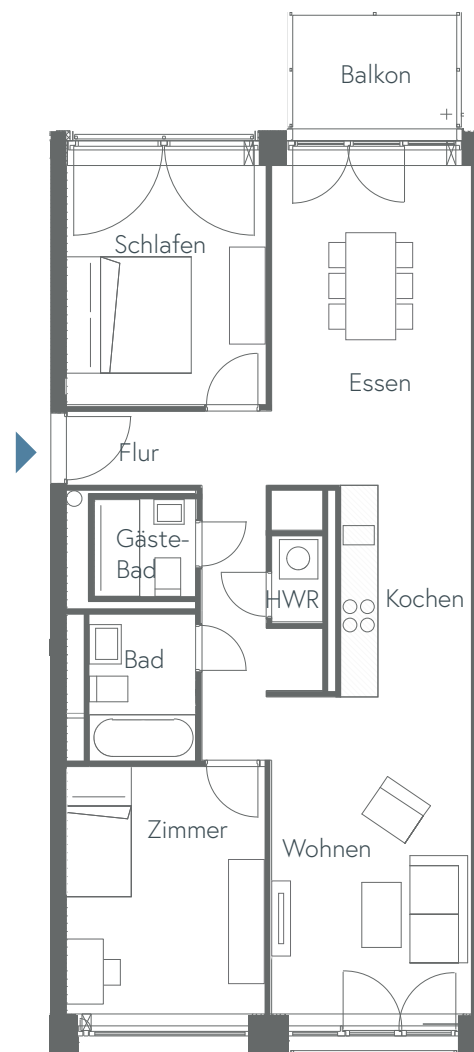 Balkon
Schlafen
Essen
Flur
Gäste-
Bad
HWR
Kochen
Bad
Zimmer
Wohnen